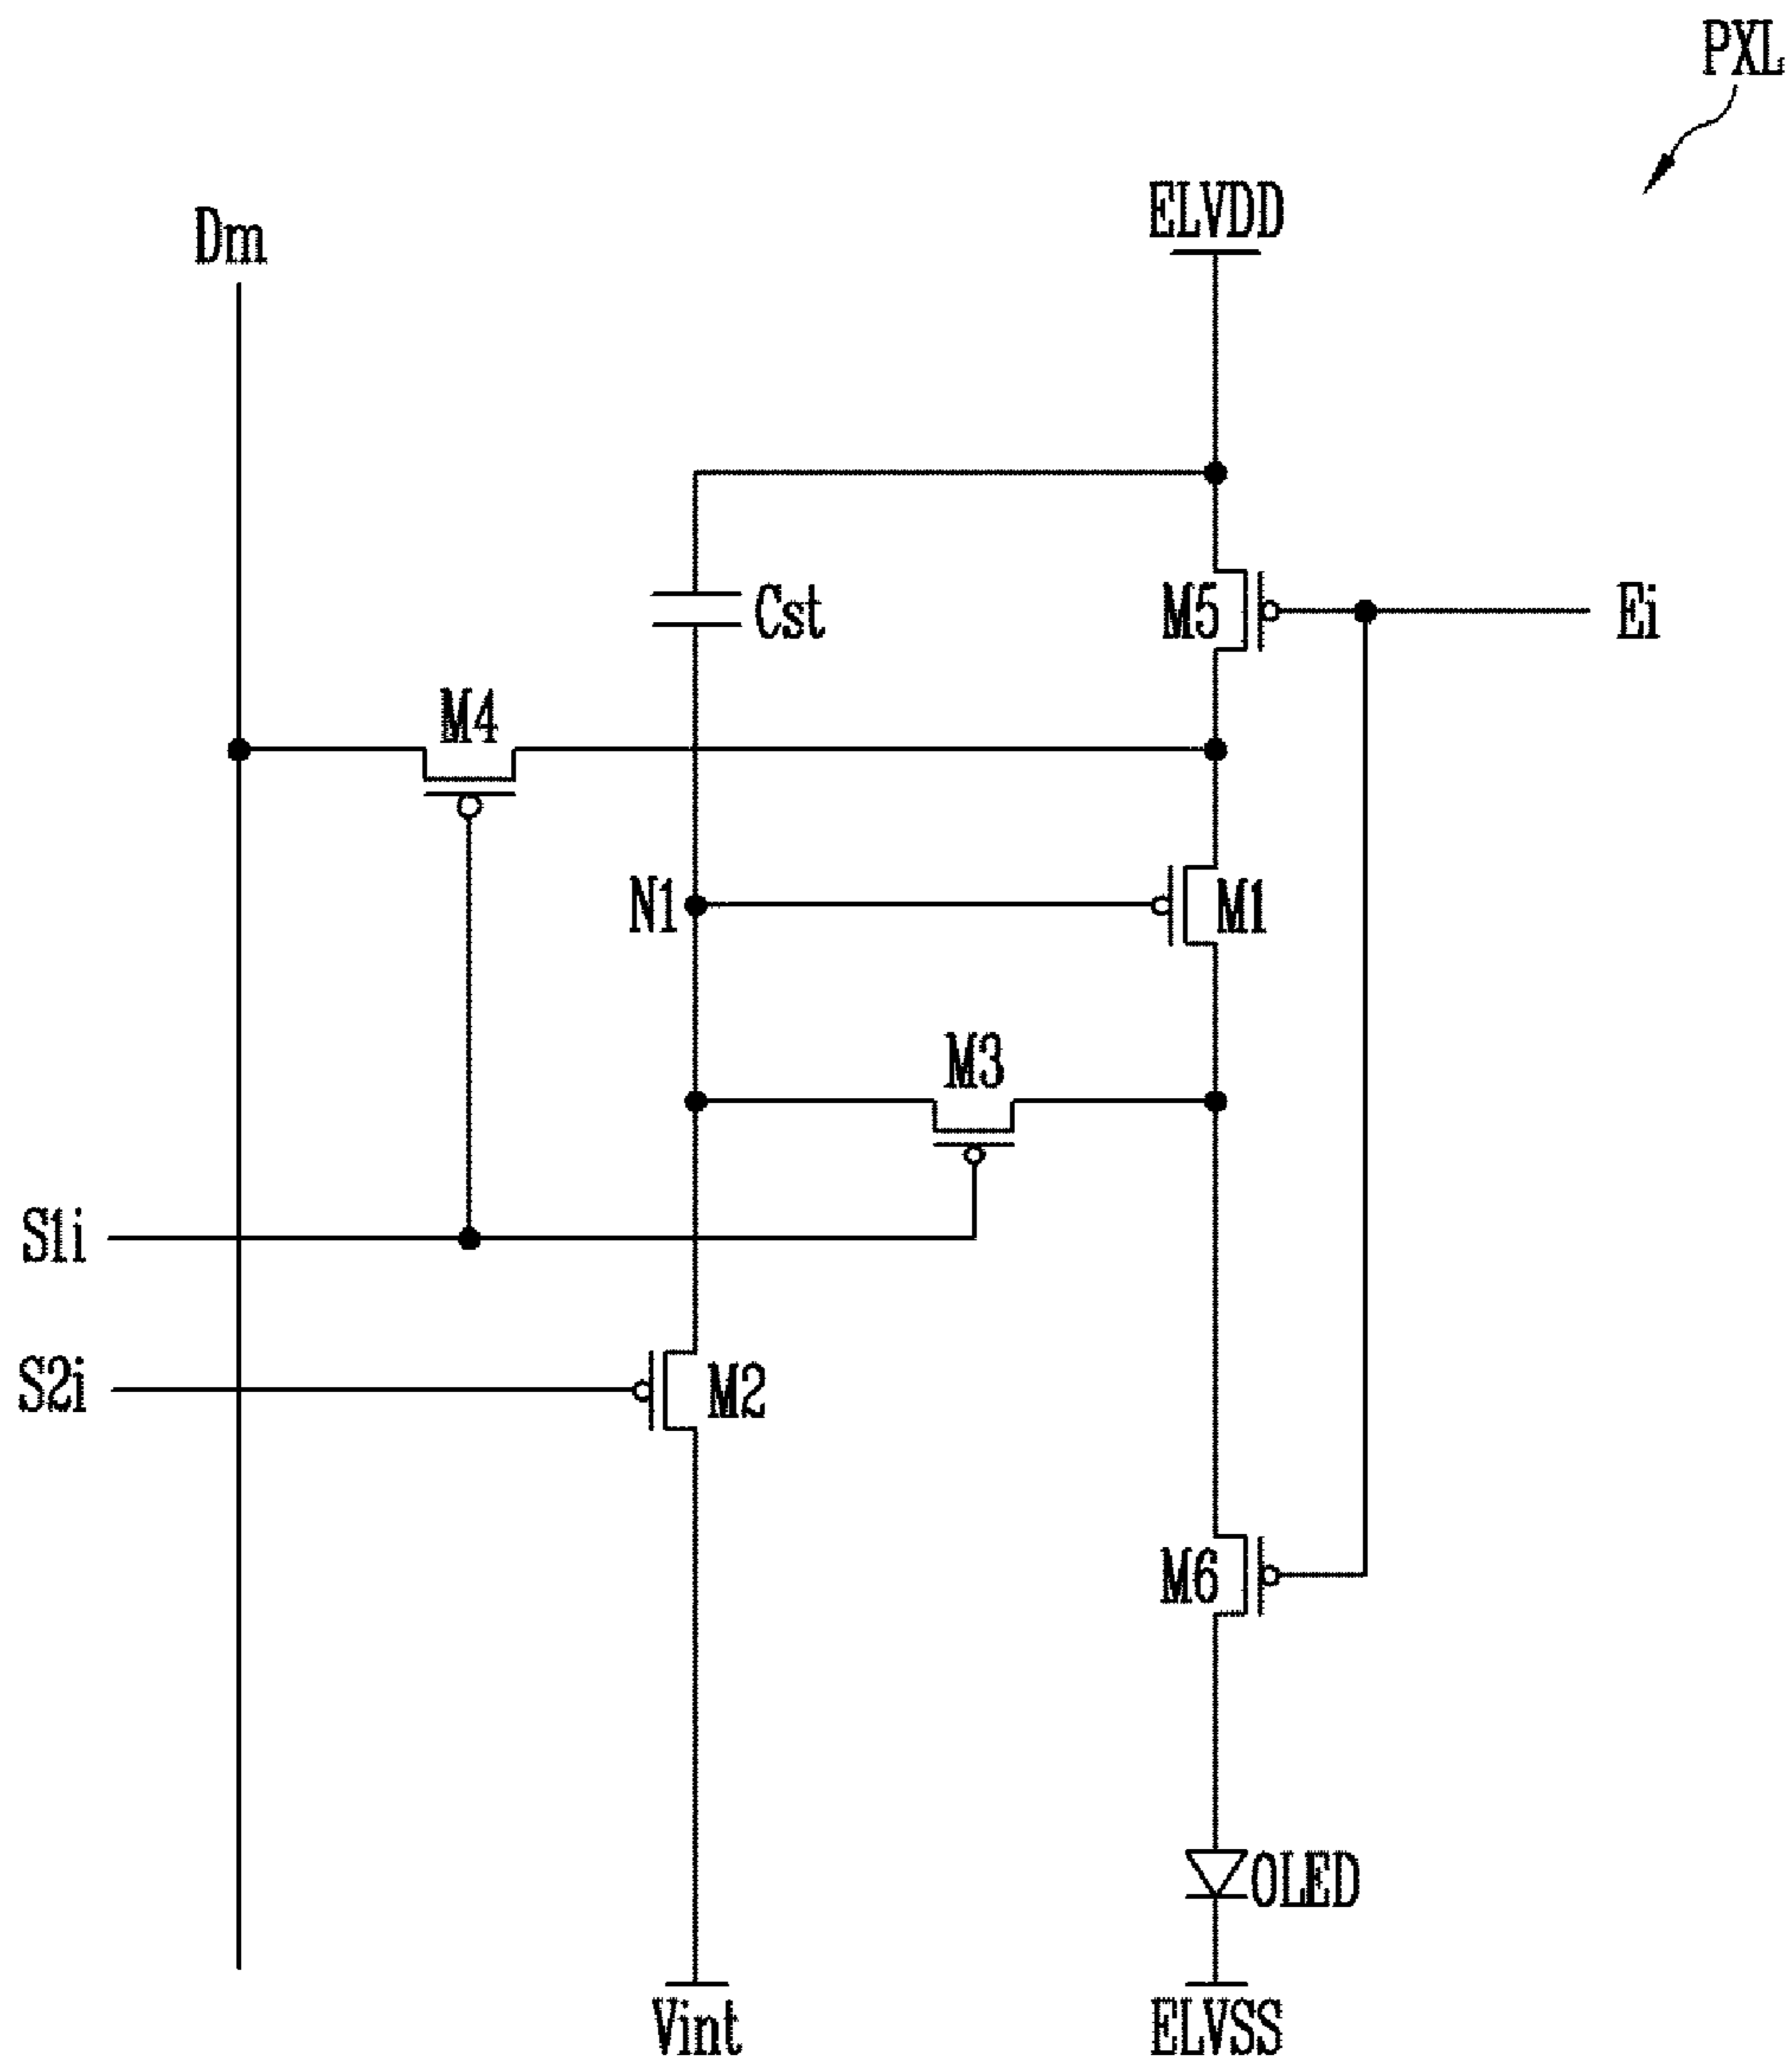 PXL
ELVDD
Dm
Cst
M5
Ei
M4
N1
M1
M3
S1i
S2i
M2
M6
OLED
Vint
ELVSS